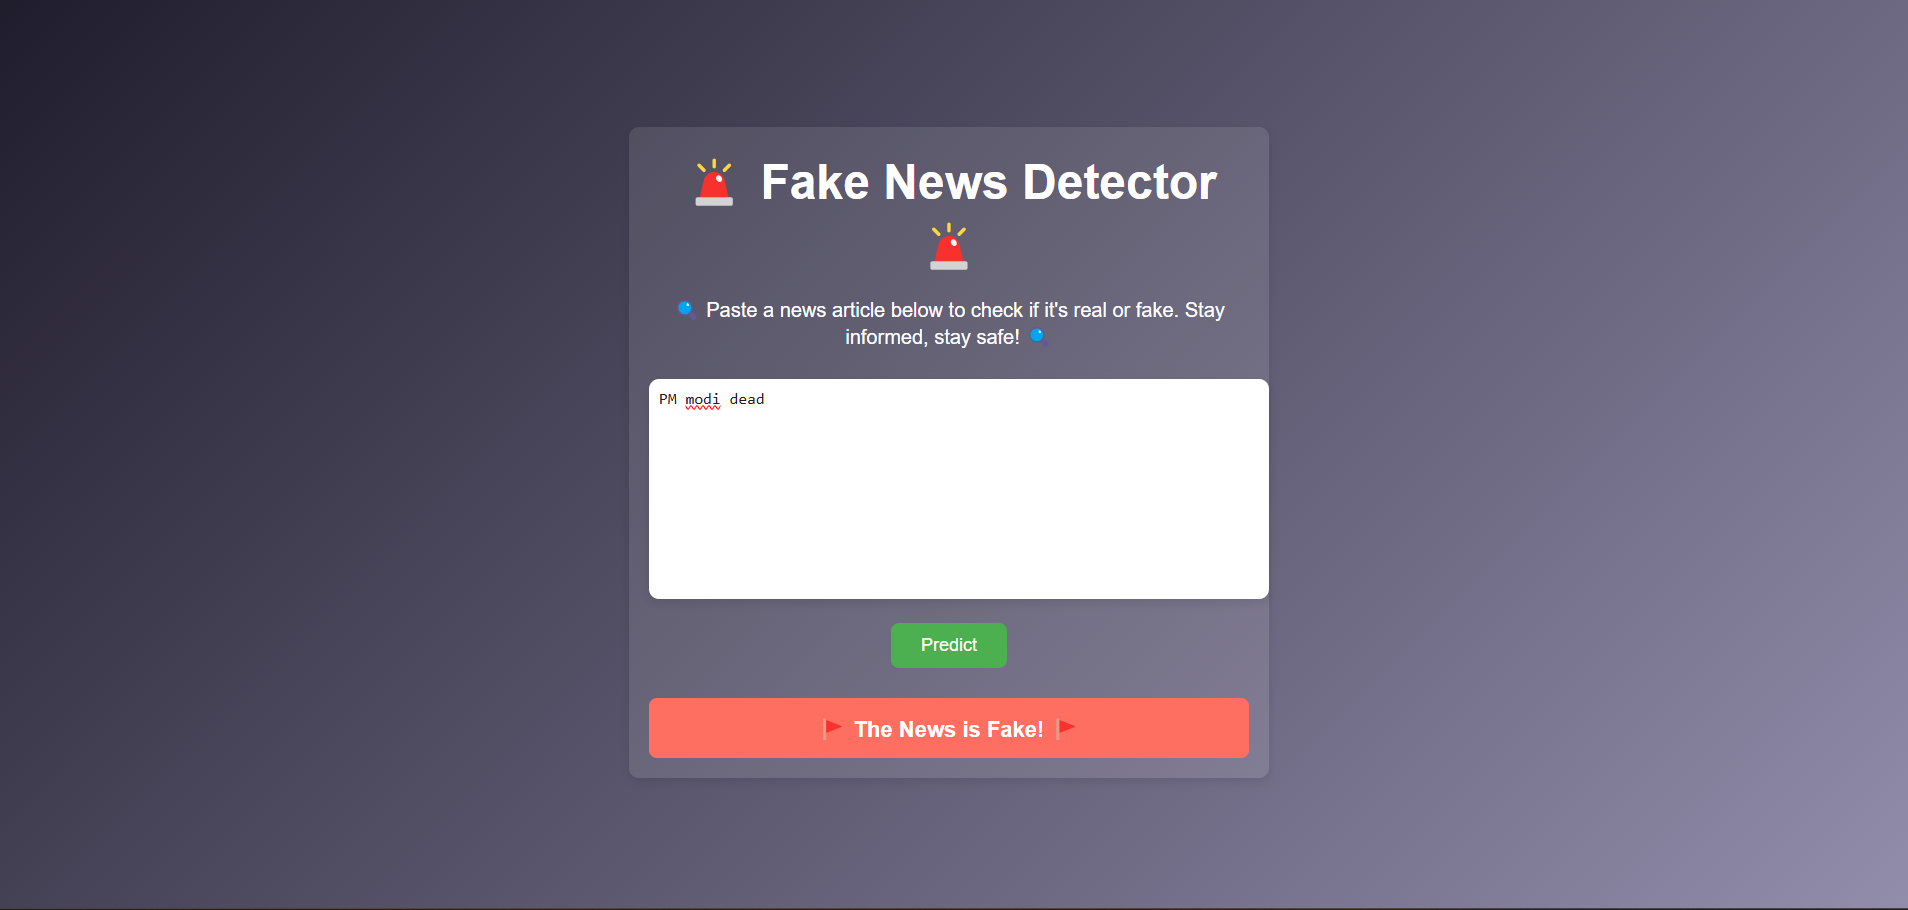 🚨 Fake News Detector
🚨
🔍 Paste a news article below to check if it's real or fake. Stay
informed, stay safe! 🔍
PM modi dead
Predict
🚩 The News is Fake! 🚩